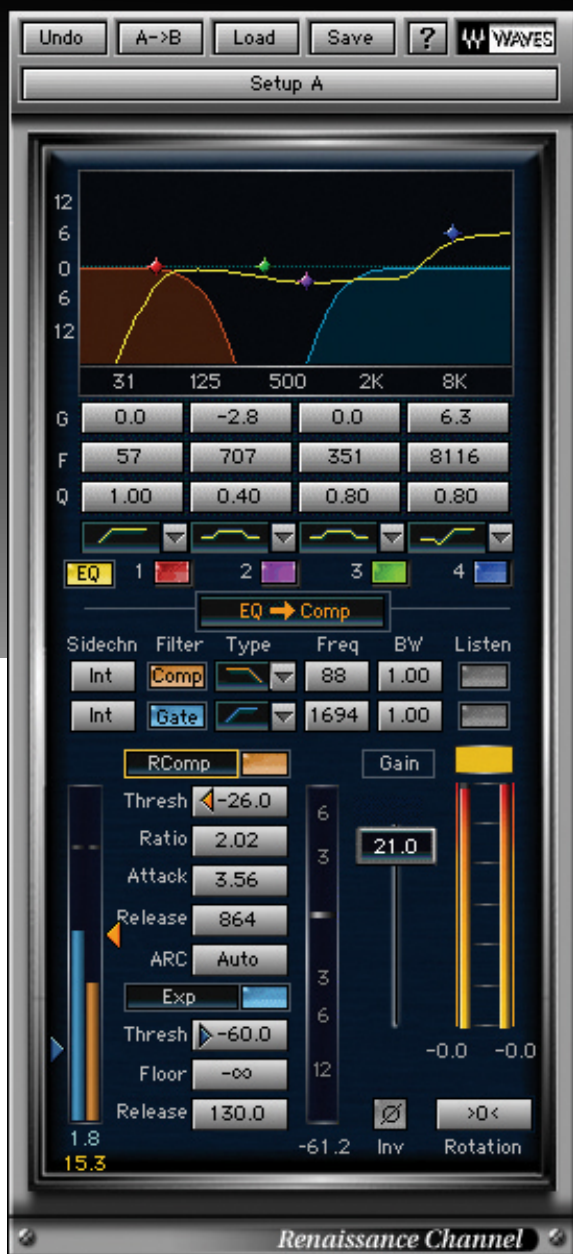 Undo A->B Load Save ? WAVES
Setup A
12
6
0
6
12
31 125 500 2K 8K
G 0.0 -2.8 0.0 6.3
F 57 707 351 8116
Q 1.00 0.40 0.80 0.80
EQ 1 2 3 4
EQ → Comp
Sidechn Filter Type Freq BW Listen
Int Comp 88 1.00
Int Gate 1694 1.00
RComp Gain
Thresh -26.0 6
Ratio 2.02 3 21.0
Attack 3.56
Release 864
ARC Auto 3
Exp 6
Thresh -60.0 -0.0 -0.0
Floor -∞ 12
Release 130.0 Ø >0<
1.8 -61.2 Inv Rotation
15.3
Renaissance Channel